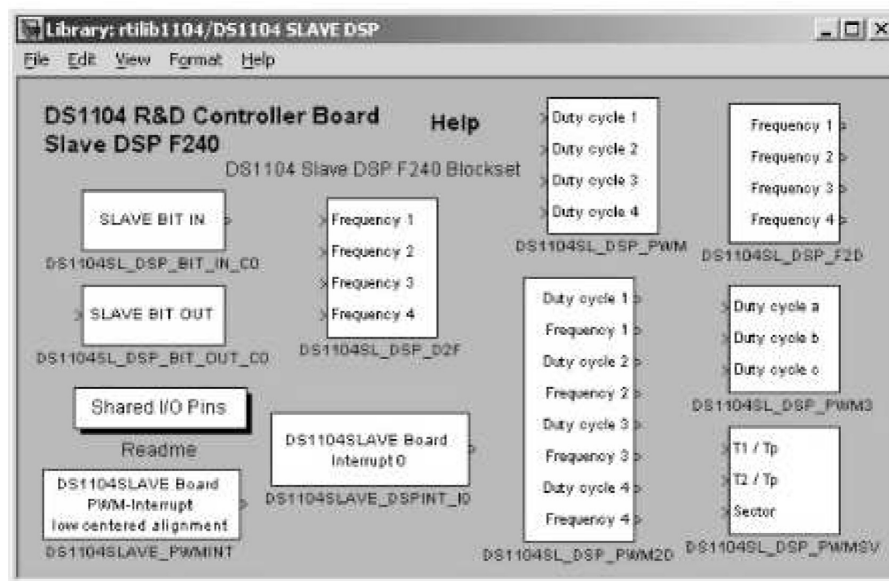 Library: rtilib1104/DS1104 SLAVE DSP
File Edit View Format Help
DS1104 R&D Controller Board
Slave DSP F240
Help
DS1104 Slave DSP F240 Blockset
SLAVE BIT IN
DS1104SL_DSP_BIT_IN_C0
SLAVE BIT OUT
DS1104SL_DSP_BIT_OUT_C0
Shared I/O Pins
Readme
DS1104SLAVE Board
PWM-Interrupt
low centered alignment
DS1104SLAVE_PWMINT
Frequency 1
Frequency 2
Frequency 3
Frequency 4
DS1104SL_DSP_D2F
DS1104SLAVE Board
Interrupt 0
DS1104SLAVE_DSPINT_I0
Duty cycle 1
Duty cycle 2
Duty cycle 3
Duty cycle 4
DS1104SL_DSP_PWM
Duty cycle 1
Frequency 1
Duty cycle 2
Frequency 2
Duty cycle 3
Frequency 3
Duty cycle 4
Frequency 4
DS1104SL_DSP_PWM2D
Frequency 1
Frequency 2
Frequency 3
Frequency 4
DS1104SL_DSP_F2D
Duty cycle a
Duty cycle b
Duty cycle c
DS1104SL_DSP_PWM3
T1 / Tp
T2 / Tp
Sector
DS1104SL_DSP_PWMSV